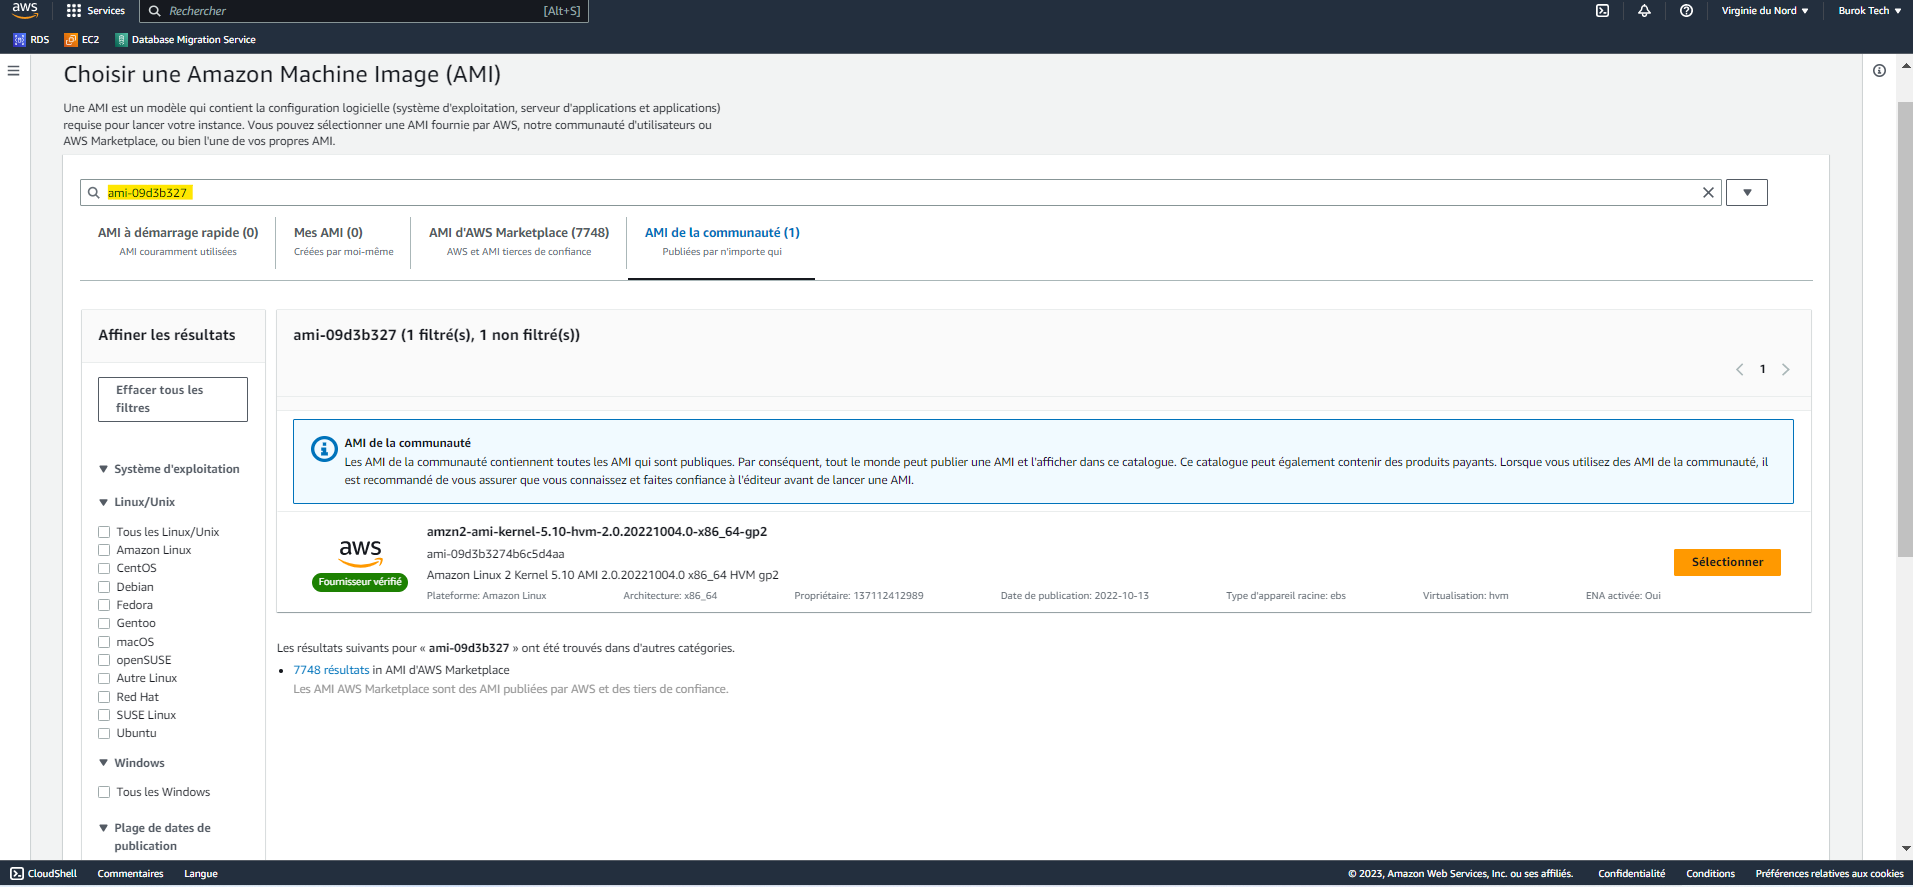 aws
Services
Rechercher
[Alt+S]
Virginie du Nord
Burok Tech
RDS
EC2
Database Migration Service
Choisir une Amazon Machine Image (AMI)
Une AMI est un modèle qui contient la configuration logicielle (système d'exploitation, serveur d'applications et applications)
requise pour lancer votre instance. Vous pouvez sélectionner une AMI fournie par AWS, notre communauté d'utilisateurs ou
AWS Marketplace, ou bien l'une de vos propres AMI.
ami-09d3b327
AMI à démarrage rapide (0)
AMI couramment utilisées
Mes AMI (0)
Créées par moi-même
AMI d'AWS Marketplace (7748)
AWS et AMI tierces de confiance
AMI de la communauté (1)
Publiées par n'importe qui
Affiner les résultats
Effacer tous les
filtres
Système d'exploitation
Linux/Unix
Tous les Linux/Unix
Amazon Linux
CentOS
Debian
Fedora
Gentoo
macOS
openSUSE
Autre Linux
Red Hat
SUSE Linux
Ubuntu
Windows
Tous les Windows
Plage de dates de
publication
ami-09d3b327 (1 filtré(s), 1 non filtré(s))
1
AMI de la communauté
Les AMI de la communauté contiennent toutes les AMI qui sont publiques. Par conséquent, tout le monde peut publier une AMI et l'afficher dans ce catalogue. Ce catalogue peut également contenir des produits payants. Lorsque vous utilisez des AMI de la communauté, il
est recommandé de vous assurer que vous connaissez et faites confiance à l'éditeur avant de lancer une AMI.
aws
Fournisseur vérifié
amzn2-ami-kernel-5.10-hvm-2.0.20221004.0-x86_64-gp2
ami-09d3b3274b6c5d4aa
Amazon Linux 2 Kernel 5.10 AMI 2.0.20221004.0 x86_64 HVM gp2
Plateforme: Amazon Linux
Architecture: x86_64
Propriétaire: 137112412989
Date de publication: 2022-10-13
Type d'appareil racine: ebs
Virtualisation: hvm
ENA activée: Oui
Sélectionner
Les résultats suivants pour « ami-09d3b327 » ont été trouvés dans d'autres catégories.
• 7748 résultats in AMI d'AWS Marketplace
Les AMI AWS Marketplace sont des AMI publiées par AWS et des tiers de confiance.
CloudShell
Commentaires
Langue
© 2023, Amazon Web Services, Inc. ou ses affiliés.
Confidentialité
Conditions
Préférences relatives aux cookies